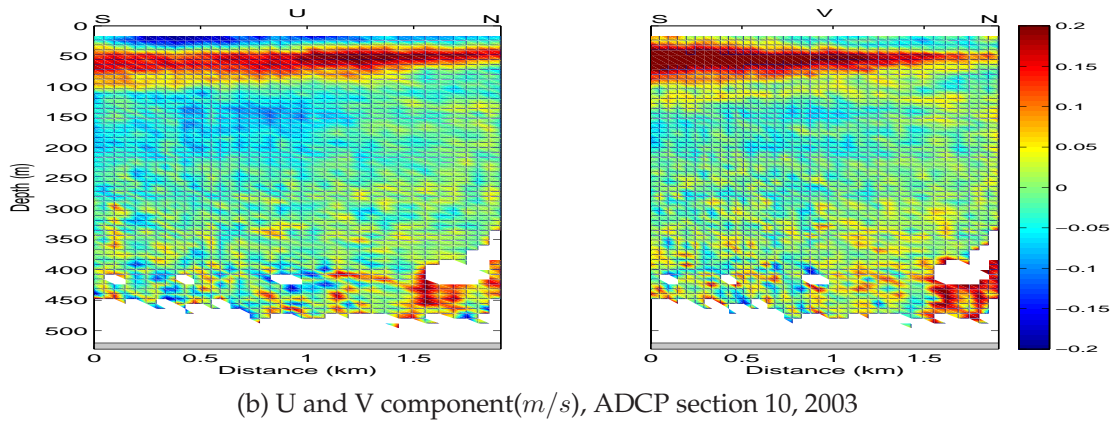 S U N
S V N
0
50
100
150
200
250
300
350
400
450
500
Depth (m)
0 0.5 1 1.5
Distance (km)
0 0.5 1 1.5
Distance (km)
0.2
0.15
0.1
0.05
0
−0.05
−0.1
−0.15
−0.2
(b) U and V component(m/s), ADCP section 10, 2003